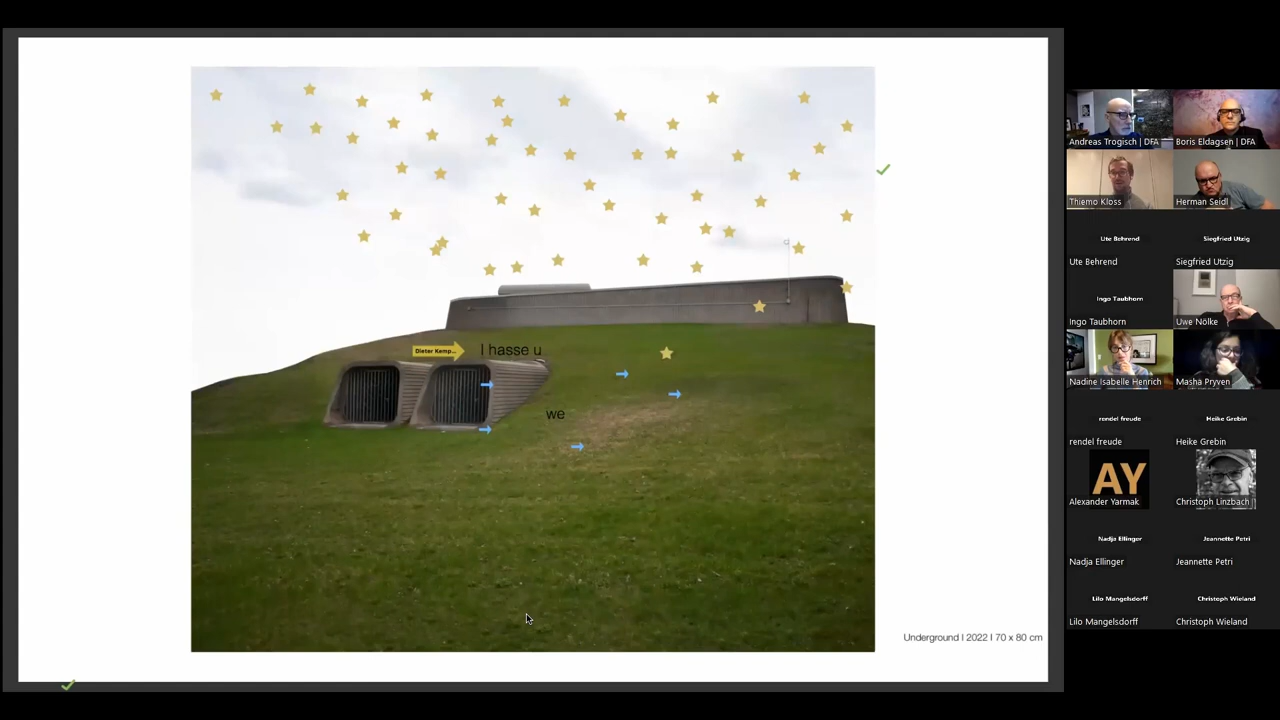 Dieter Kemp...
I hasse u
we
Underground I 2022 I 70 x 80 cm
Andreas Trogisch | DFA
Boris Eldagsen | DFA
Thiemo Kloss
Herman Seidl
Ute Behrend
Siegfried Utzig
Ute Behrend
Siegfried Utzig
Ingo Taubhorn
Ingo Taubhorn
Uwe Nölke
Nadine Isabelle Henrich
Masha Pryven
rendel freude
Heike Grebin
rendel freude
Heike Grebin
AY
Alexander Yarmak
Christoph Linzbach |
Nadja Ellinger
Jeannette Petri
Nadja Ellinger
Jeannette Petri
Lilo Mangelsdorff
Christoph Wieland
Lilo Mangelsdorff
Christoph Wieland